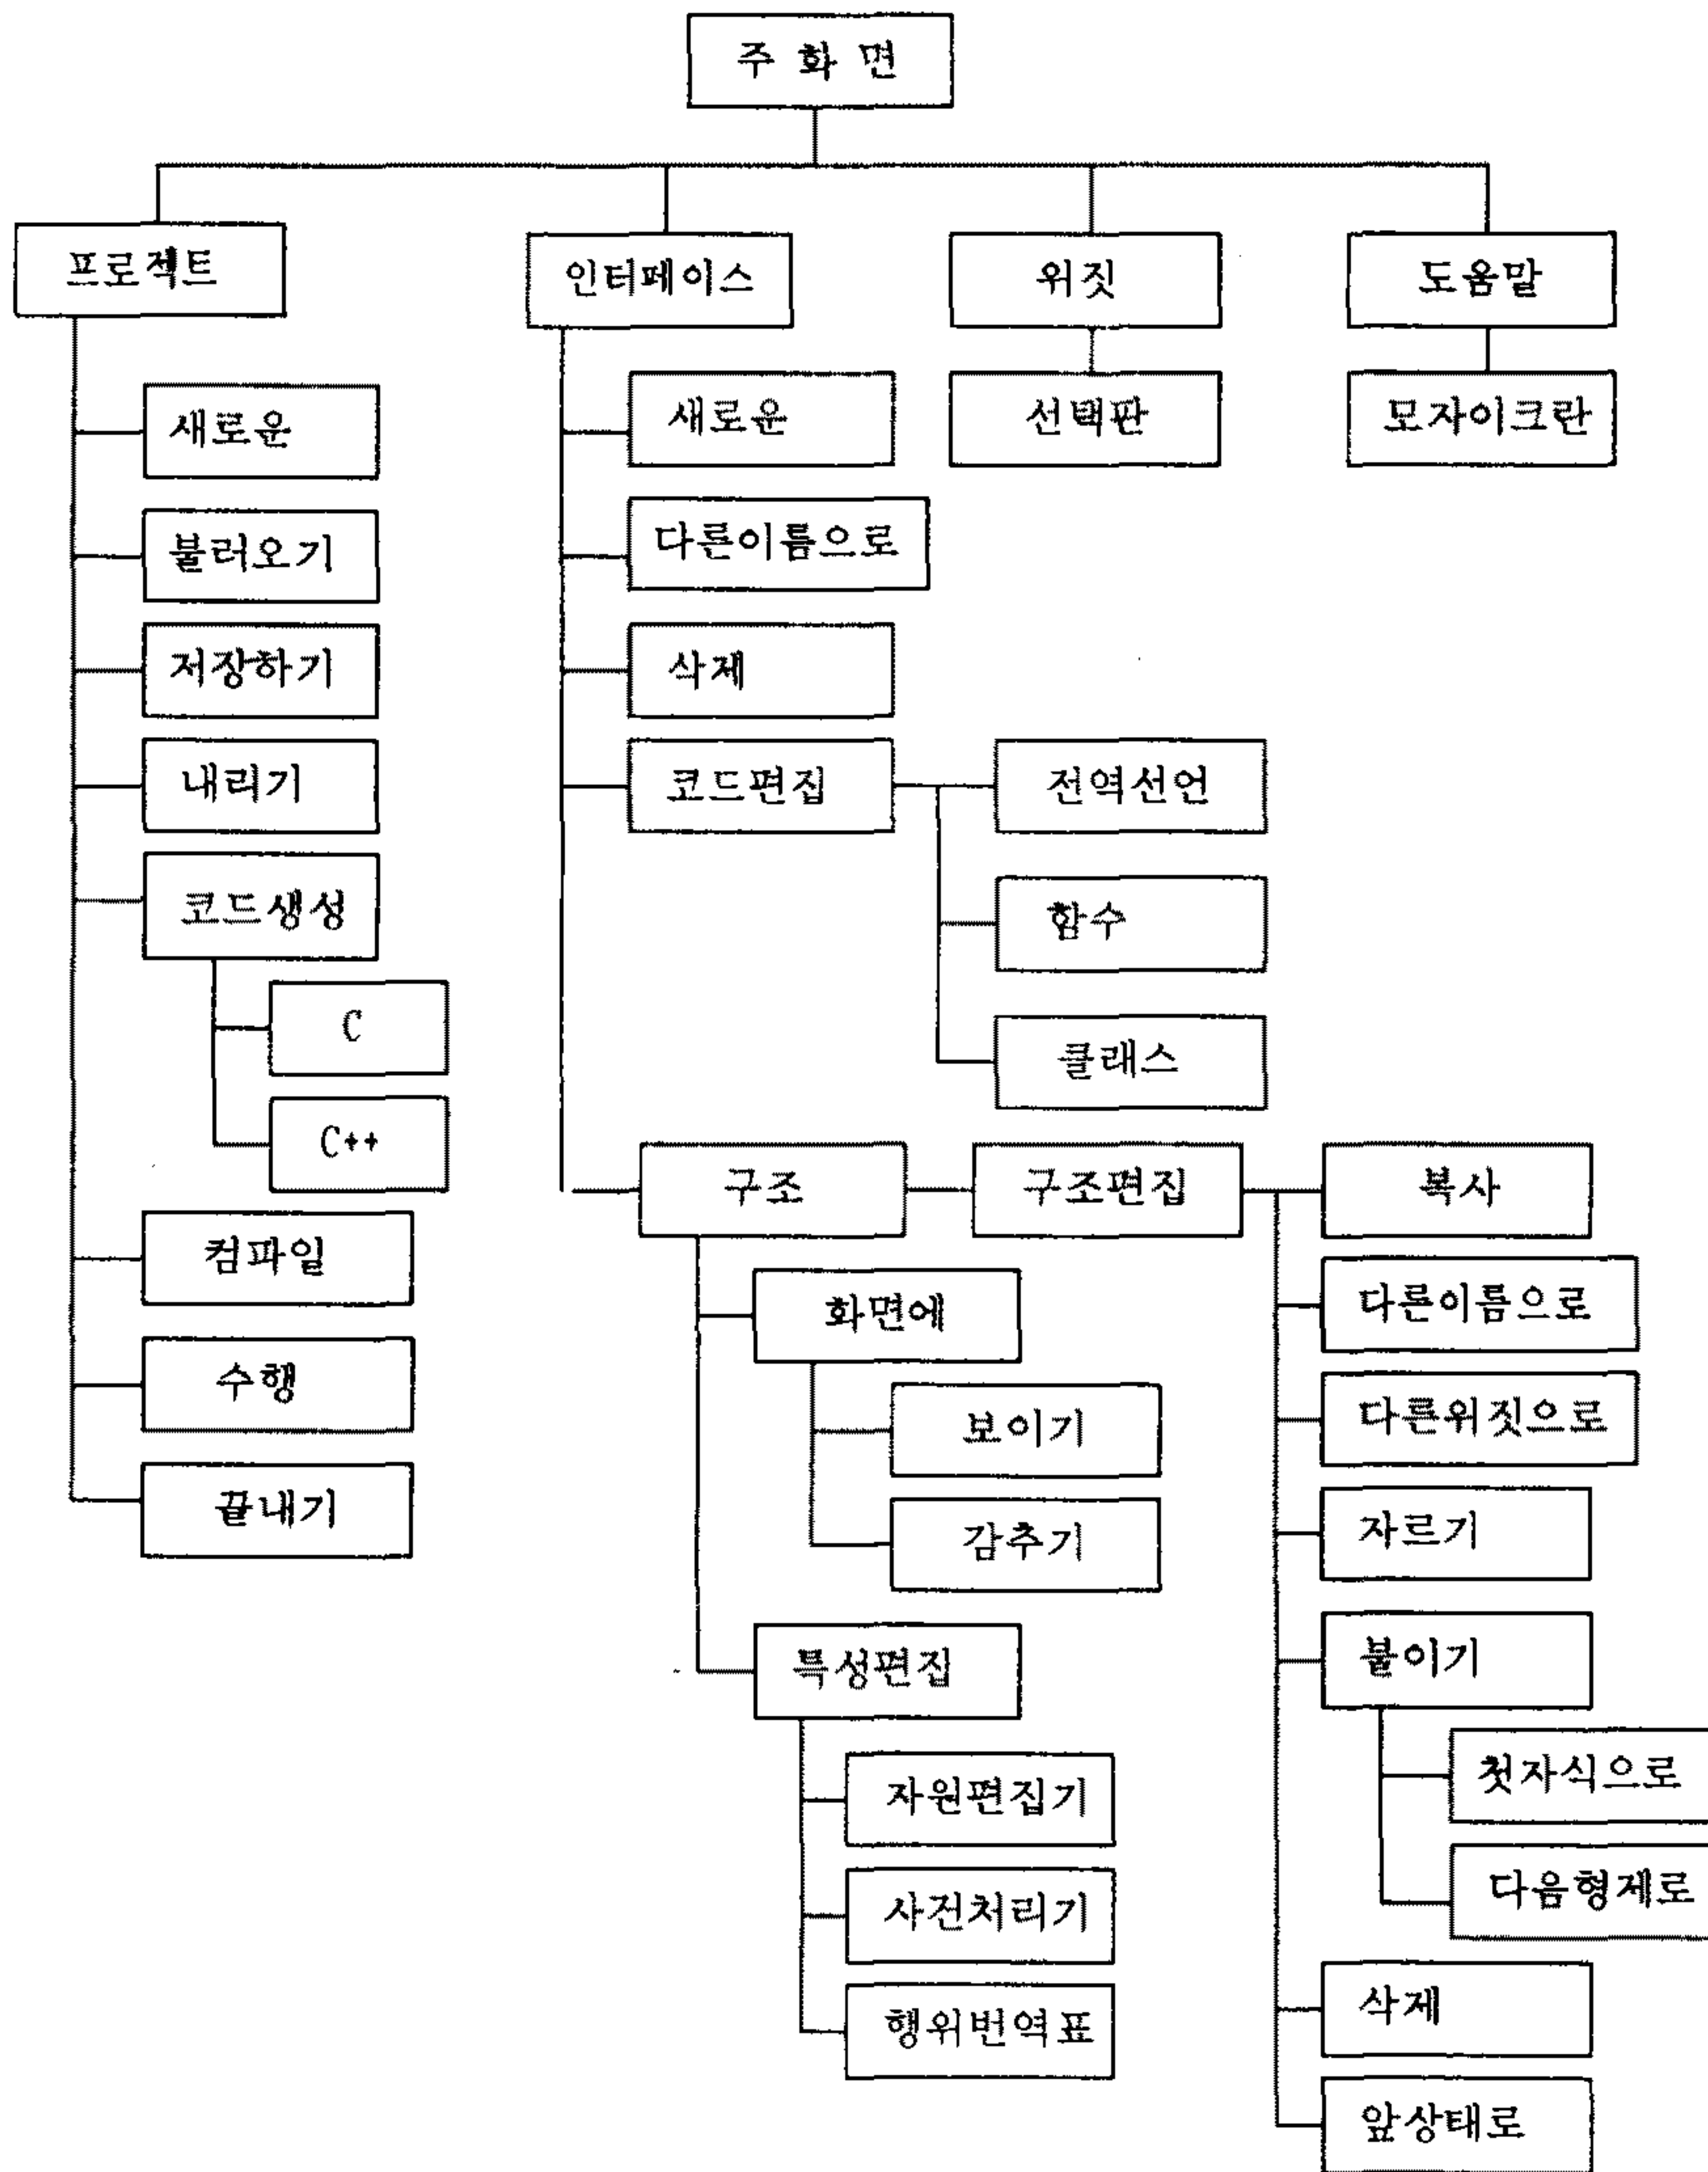 주 화 면
프로젝트
인터페이스
위짓
도움말
새로운
불러오기
저장하기
내리기
코드생성
C
C++
컴파일
수행
끝내기
새로운
다른이름으로
삭제
코드편집
전역선언
함수
클래스
구조
화면에
보이기
감추기
특성편집
자원편집기
사건처리기
행위번역표
구조편집
복사
다른이름으로
다른위짓으로
자르기
붙이기
첫자식으로
다음형제로
삭제
앞상태로
선택판
모자이크란